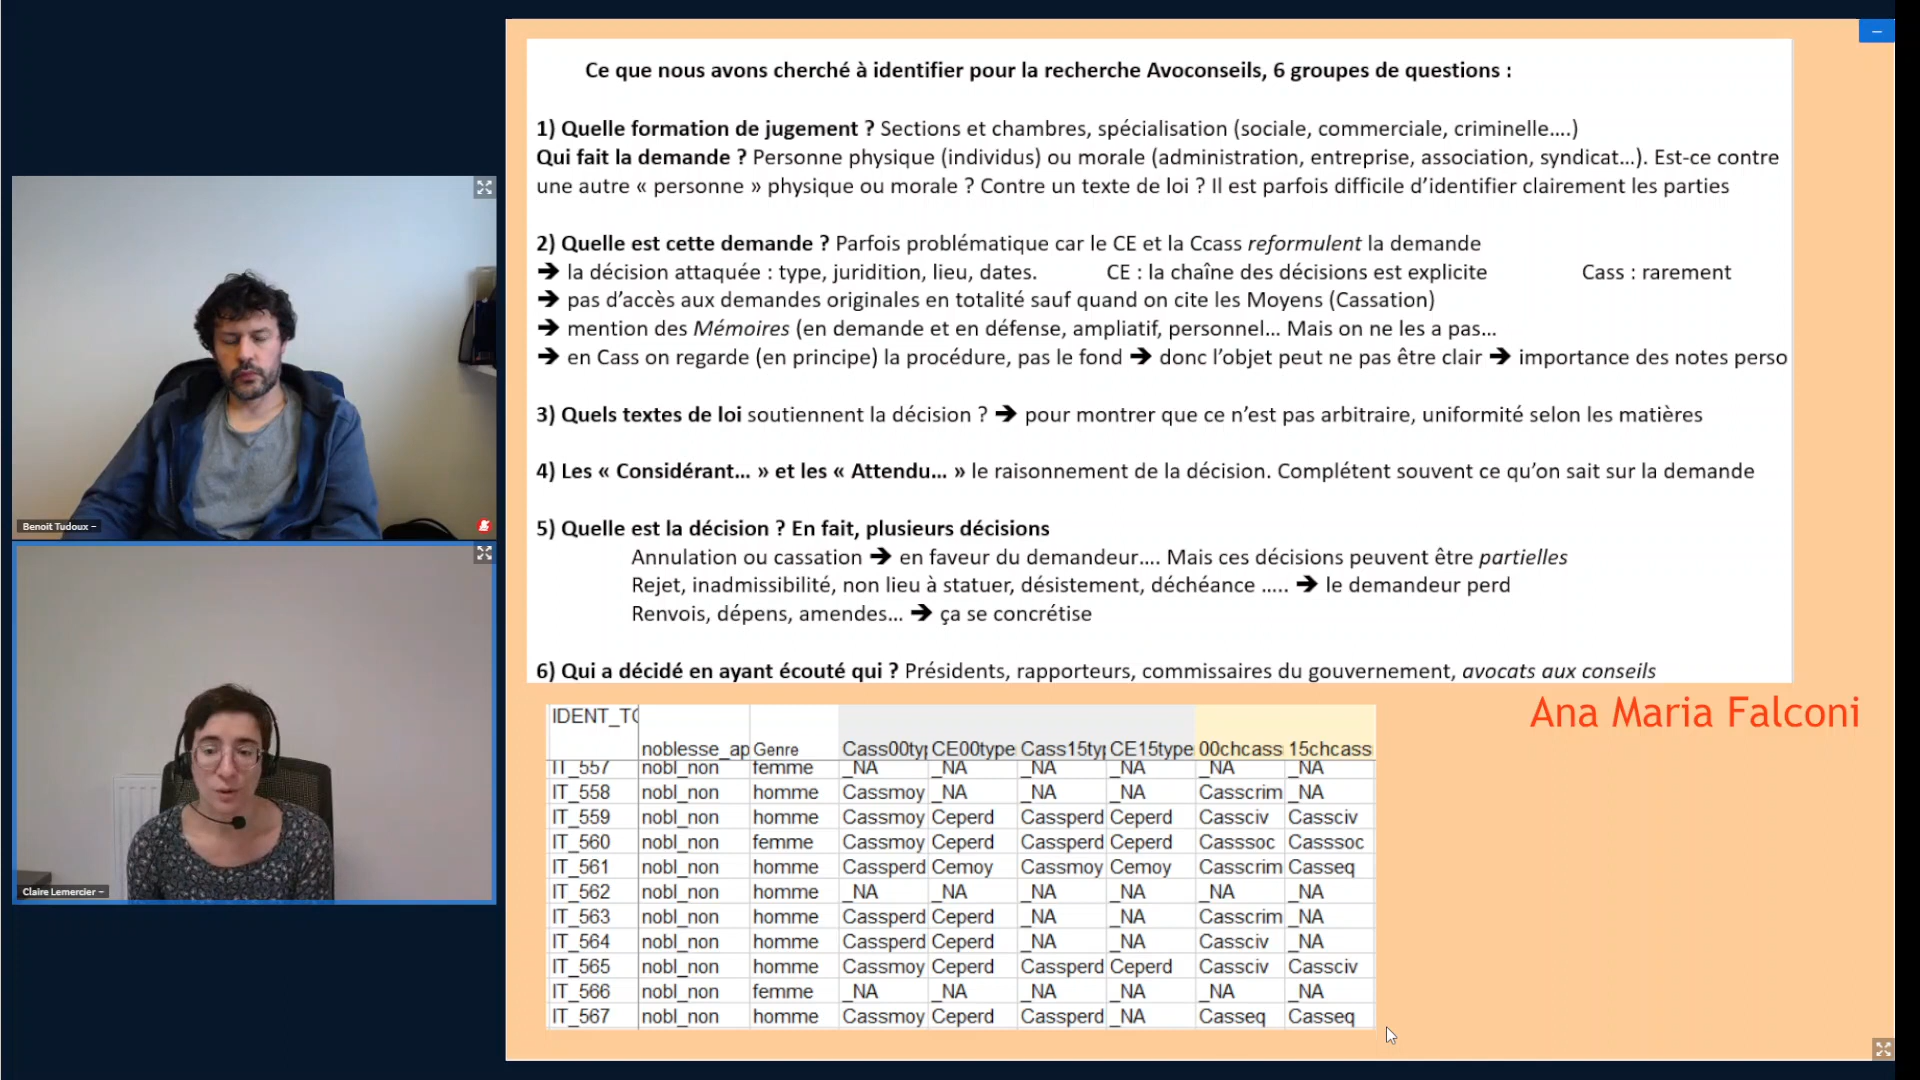 Ce que nous avons cherché à identifier pour la recherche Avoconseils, 6 groupes de questions :
1) Quelle formation de jugement ? Sections et chambres, spécialisation (sociale, commerciale, criminelle....)
Qui fait la demande ? Personne physique (individus) ou morale (administration, entreprise, association, syndicat...). Est-ce contre
une autre « personne » physique ou morale ? Contre un texte de loi ? Il est parfois difficile d'identifier clairement les parties
2) Quelle est cette demande ? Parfois problématique car le CE et la Ccass reformulent la demande
➔ la décision attaquée : type, juridition, lieu, dates. CE : la chaîne des décisions est explicite Cass : rarement
➔ pas d'accès aux demandes originales en totalité sauf quand on cite les Moyens (Cassation)
➔ mention des Mémoires (en demande et en défense, ampliatif, personnel... Mais on ne les a pas...
➔ en Cass on regarde (en principe) la procédure, pas le fond ➔ donc l'objet peut ne pas être clair ➔ importance des notes perso
3) Quels textes de loi soutiennent la décision ? ➔ pour montrer que ce n'est pas arbitraire, uniformité selon les matières
4) Les « Considérant... » et les « Attendu... » le raisonnement de la décision. Complétent souvent ce qu'on sait sur la demande
5) Quelle est la décision ? En fait, plusieurs décisions
Annulation ou cassation ➔ en faveur du demandeur.... Mais ces décisions peuvent être partielles
Rejet, inadmissibilité, non lieu à statuer, désistement, déchéance ..... ➔ le demandeur perd
Renvois, dépens, amendes... ➔ ça se concrétise
6) Qui a décidé en ayant écouté qui ? Présidents, rapporteurs, commissaires du gouvernement, avocats aux conseils
Ana Maria Falconi
IDENT_TO noblesse_ap Genre Cass00typ CE00type Cass15typ CE15type 00chcass 15chcass
IT_557 nobl_non femme _NA _NA _NA _NA _NA _NA
IT_558 nobl_non homme Cassmoy _NA _NA _NA Casscrim _NA
IT_559 nobl_non homme Cassmoy Ceperd Cassperd Ceperd Cassciv Cassciv
IT_560 nobl_non femme Cassmoy Ceperd Cassperd Ceperd Casssoc Casssoc
IT_561 nobl_non homme Cassperd Cemoy Cassmoy Cemoy Casscrim Casseq
IT_562 nobl_non homme _NA _NA _NA _NA _NA _NA
IT_563 nobl_non homme Cassperd Ceperd _NA _NA Casscrim _NA
IT_564 nobl_non homme Cassperd Ceperd _NA _NA Cassciv _NA
IT_565 nobl_non homme Cassmoy Ceperd Cassperd Ceperd Cassciv Cassciv
IT_566 nobl_non femme _NA _NA _NA _NA _NA _NA
IT_567 nobl_non homme Cassmoy Ceperd Cassperd _NA Casseq Casseq
Benoit Tudoux –
Claire Lemercier –